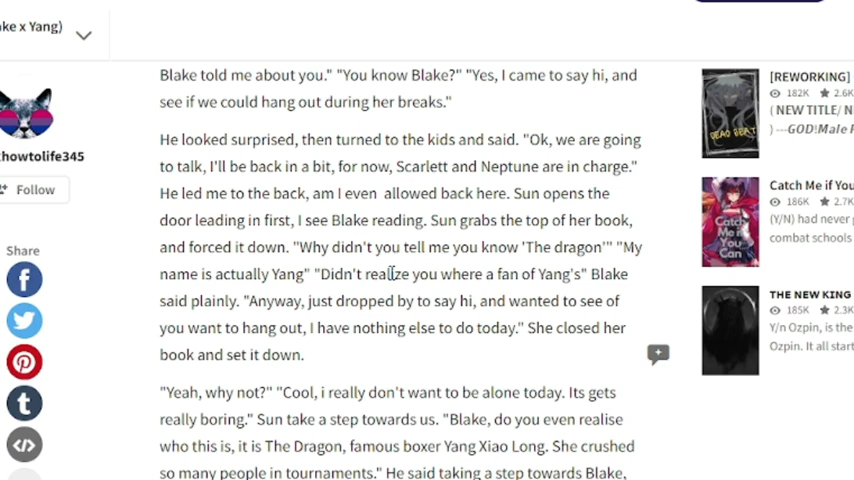 ke x Yang)
howtolife345
Follow
Share
Blake told me about you." "You know Blake?" "Yes, I came to say hi, and
see if we could hang out during her breaks."
He looked surprised, then turned to the kids and said. "Ok, we are going
to talk, I'll be back in a bit, for now, Scarlett and Neptune are in charge."
He led me to the back, am I even allowed back here. Sun opens the
door leading in first, I see Blake reading. Sun grabs the top of her book,
and forced it down. "Why didn't you tell me you know 'The dragon'" "My
name is actually Yang" "Didn't realize you where a fan of Yang's" Blake
said plainly. "Anyway, just dropped by to say hi, and wanted to see of
you want to hang out, I have nothing else to do today." She closed her
book and set it down.
"Yeah, why not?" "Cool, i really don't want to be alone today. Its gets
really boring." Sun take a step towards us. "Blake, do you even realise
who this is, it is The Dragon, famous boxer Yang Xiao Long. She crushed
so many people in tournaments." He said taking a step towards Blake,
DEAD BEAT
[REWORKING]
182K 2.6K
( NEW TITLE/ N
) ---GOD!Male R
Catch Me if You Can
Catch Me if You
186K 2.7K
(Y/N) had never
combat schools
THE NEW KING
185K 2.3K
Y/n Ozpin, is the
Ozpin. It all start